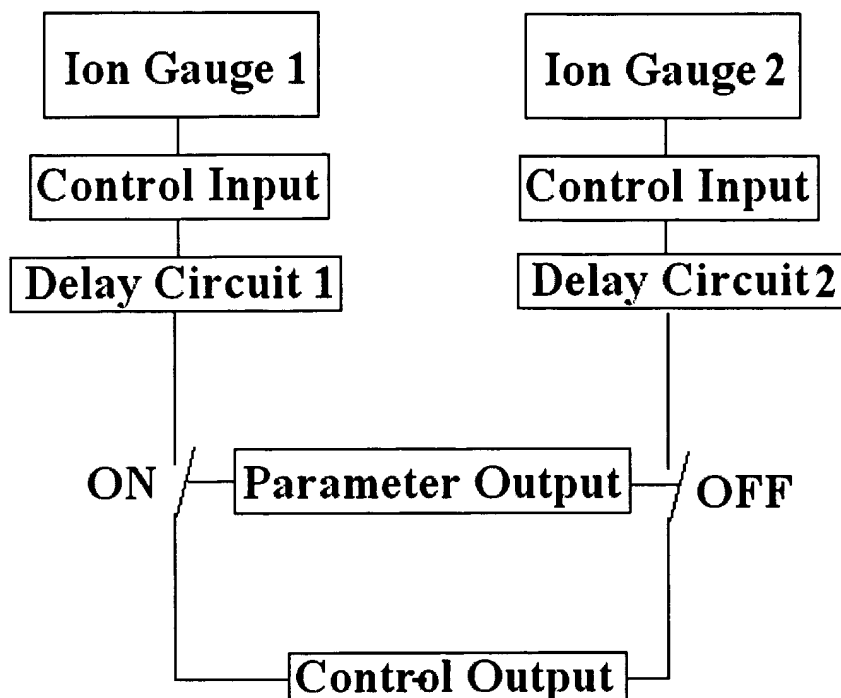 Ion Gauge 1
Ion Gauge 2
Control Input
Control Input
Delay Circuit 1
Delay Circuit 2
ON
Parameter Output
OFF
Control Output